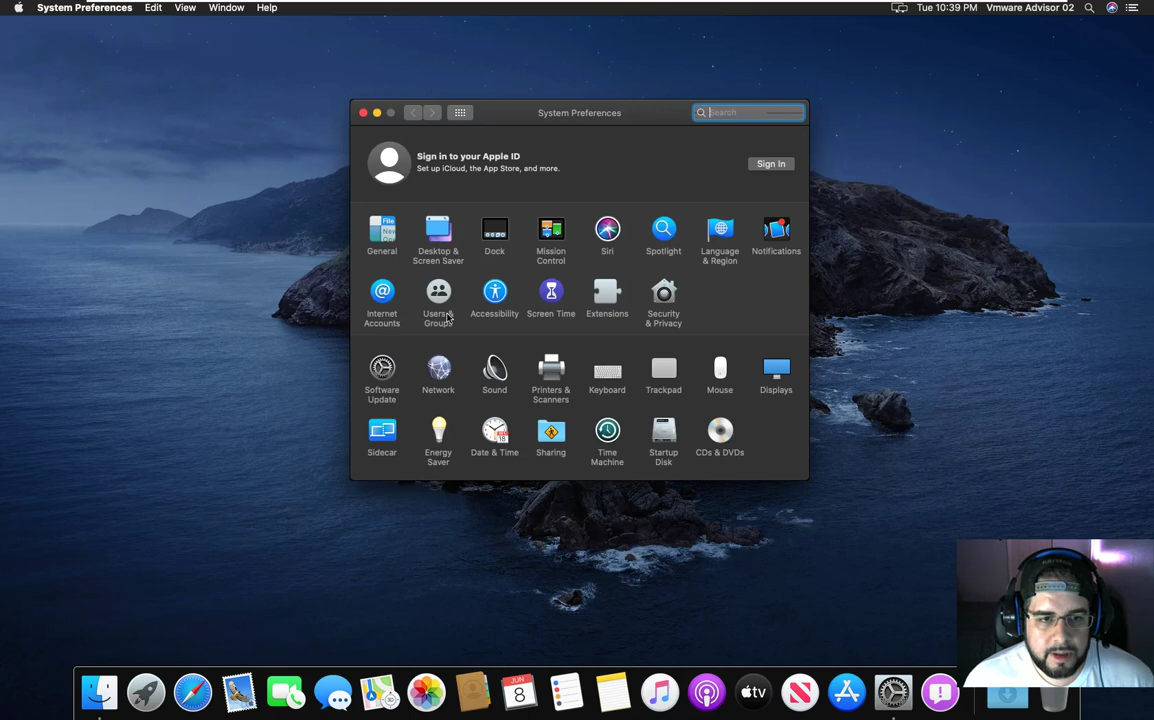 System Preferences Edit View Window Help
Tue 10:39 PM Vmware Advisor 02
System Preferences
Search
Sign in to your Apple ID
Set up iCloud, the App Store, and more.
Sign In
General
Desktop &
Screen Saver
Dock
Mission
Control
Siri
Spotlight
Language
& Region
Notifications
Internet
Accounts
Users &
Groups
Accessibility
Screen Time
Extensions
Security
& Privacy
Software
Update
Network
Sound
Printers &
Scanners
Keyboard
Trackpad
Mouse
Displays
Sidecar
Energy
Saver
Date & Time
Sharing
Time
Machine
Startup
Disk
CDs & DVDs
JUN
8
tv